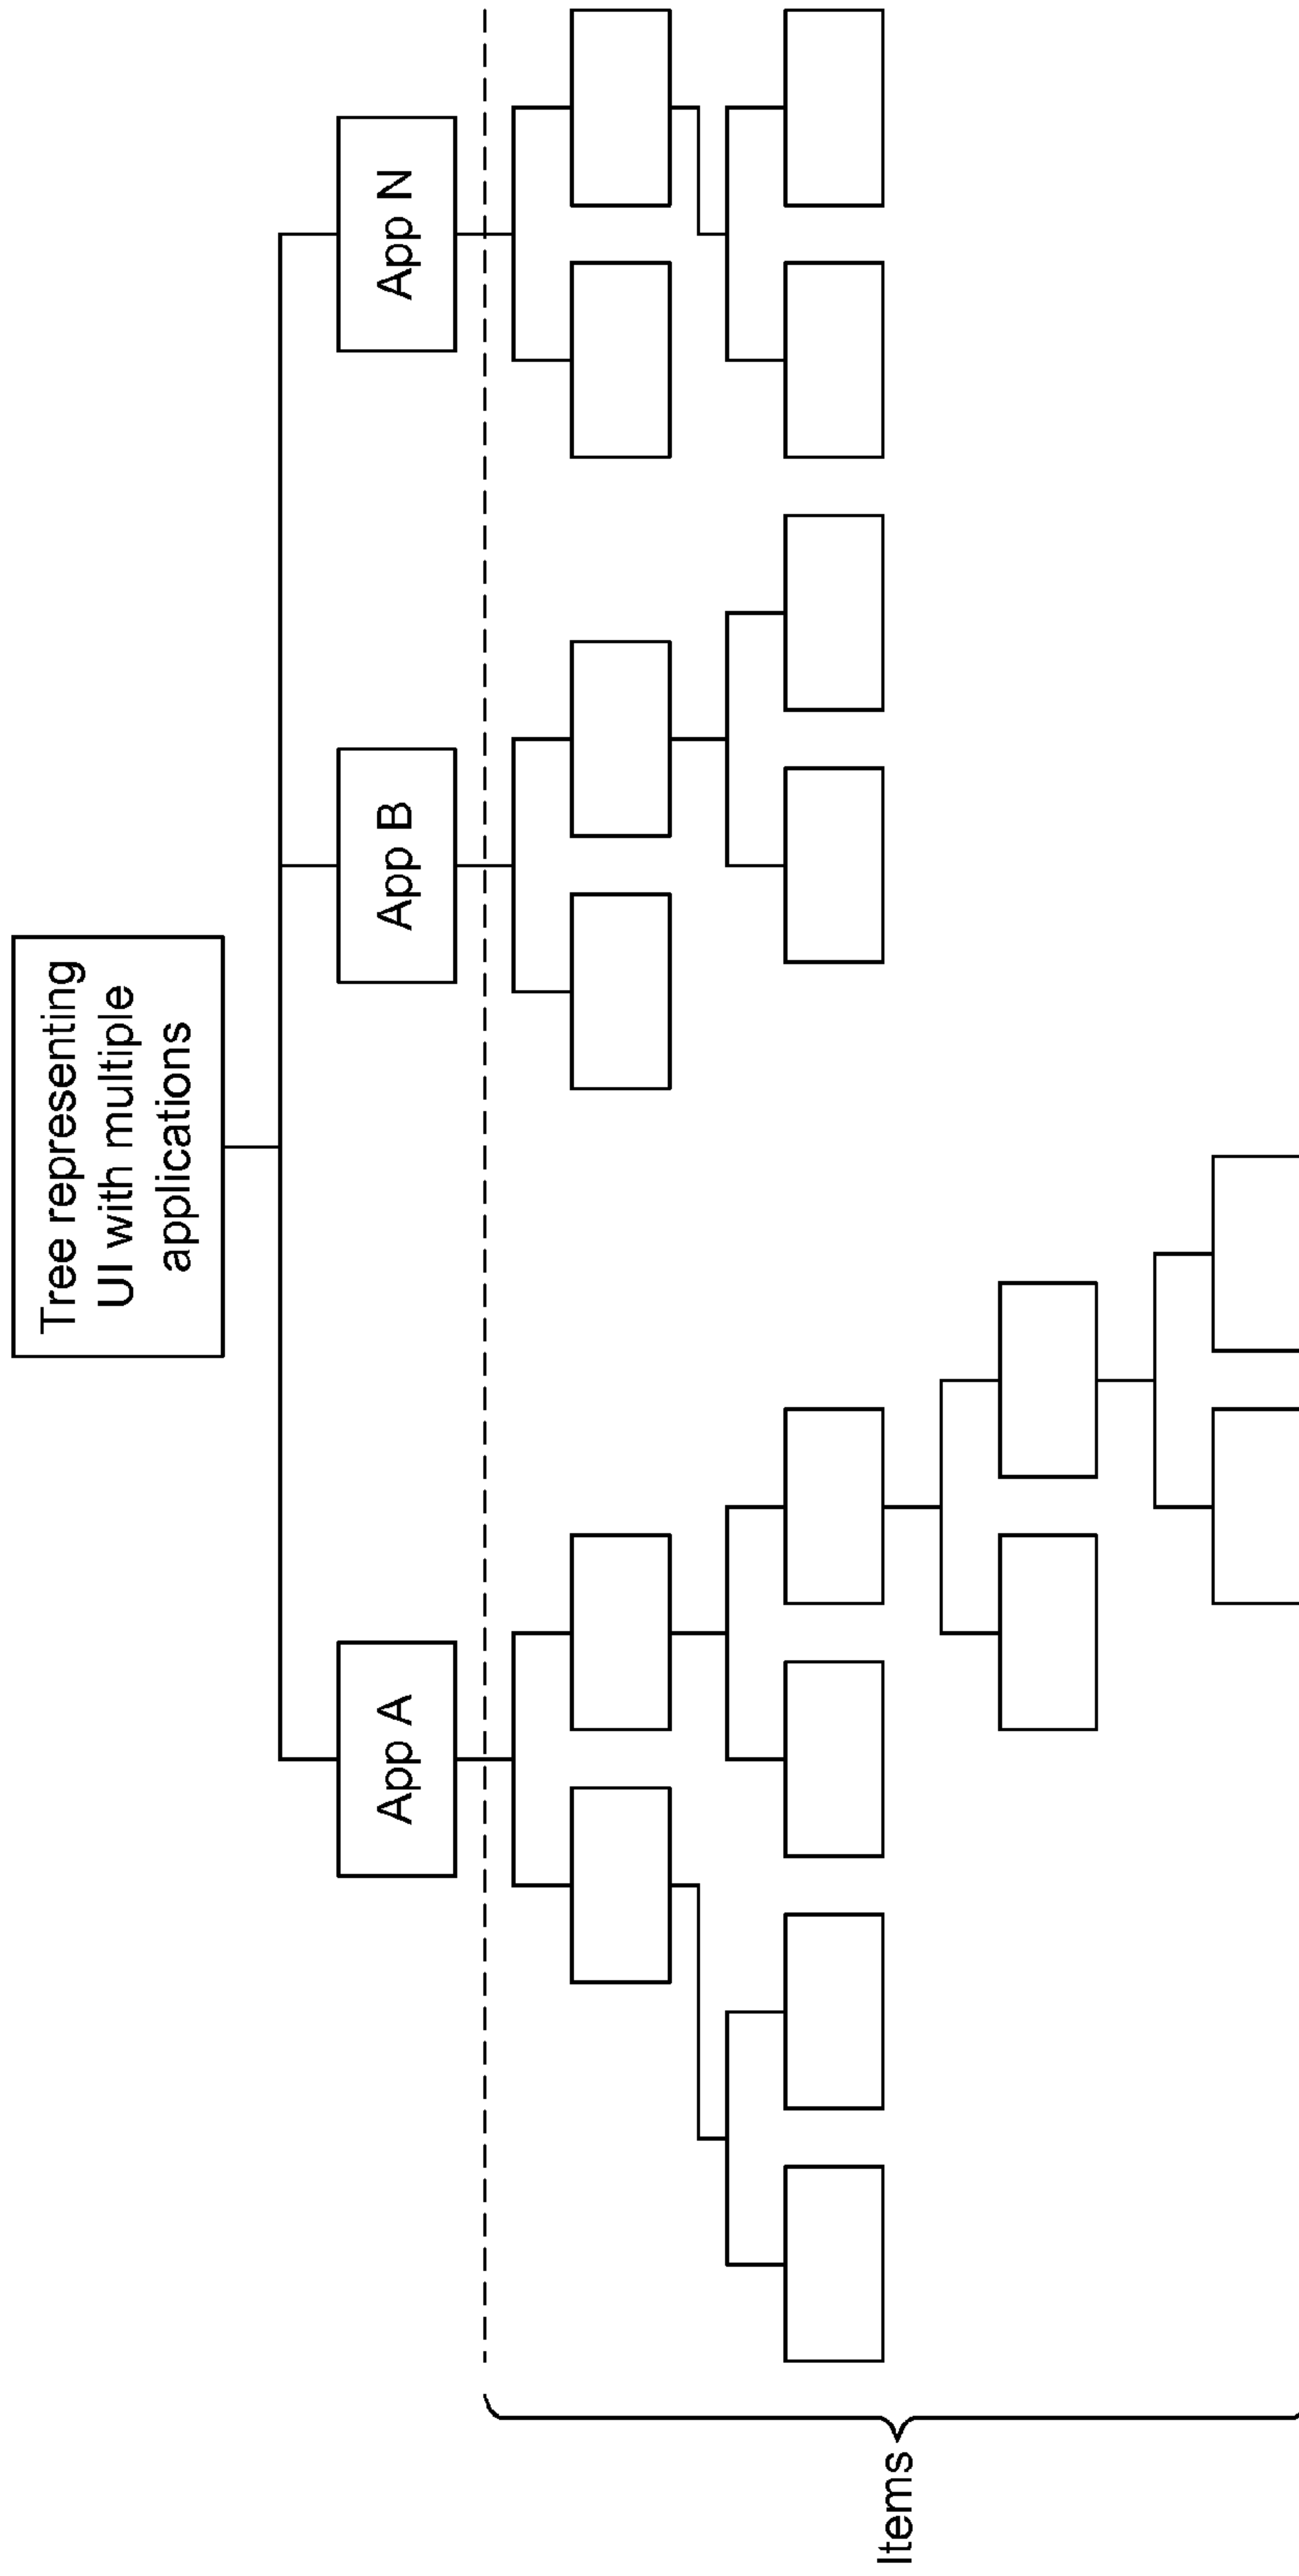 Tree representing
UI with multiple
applications
App A
App B
App N
Items